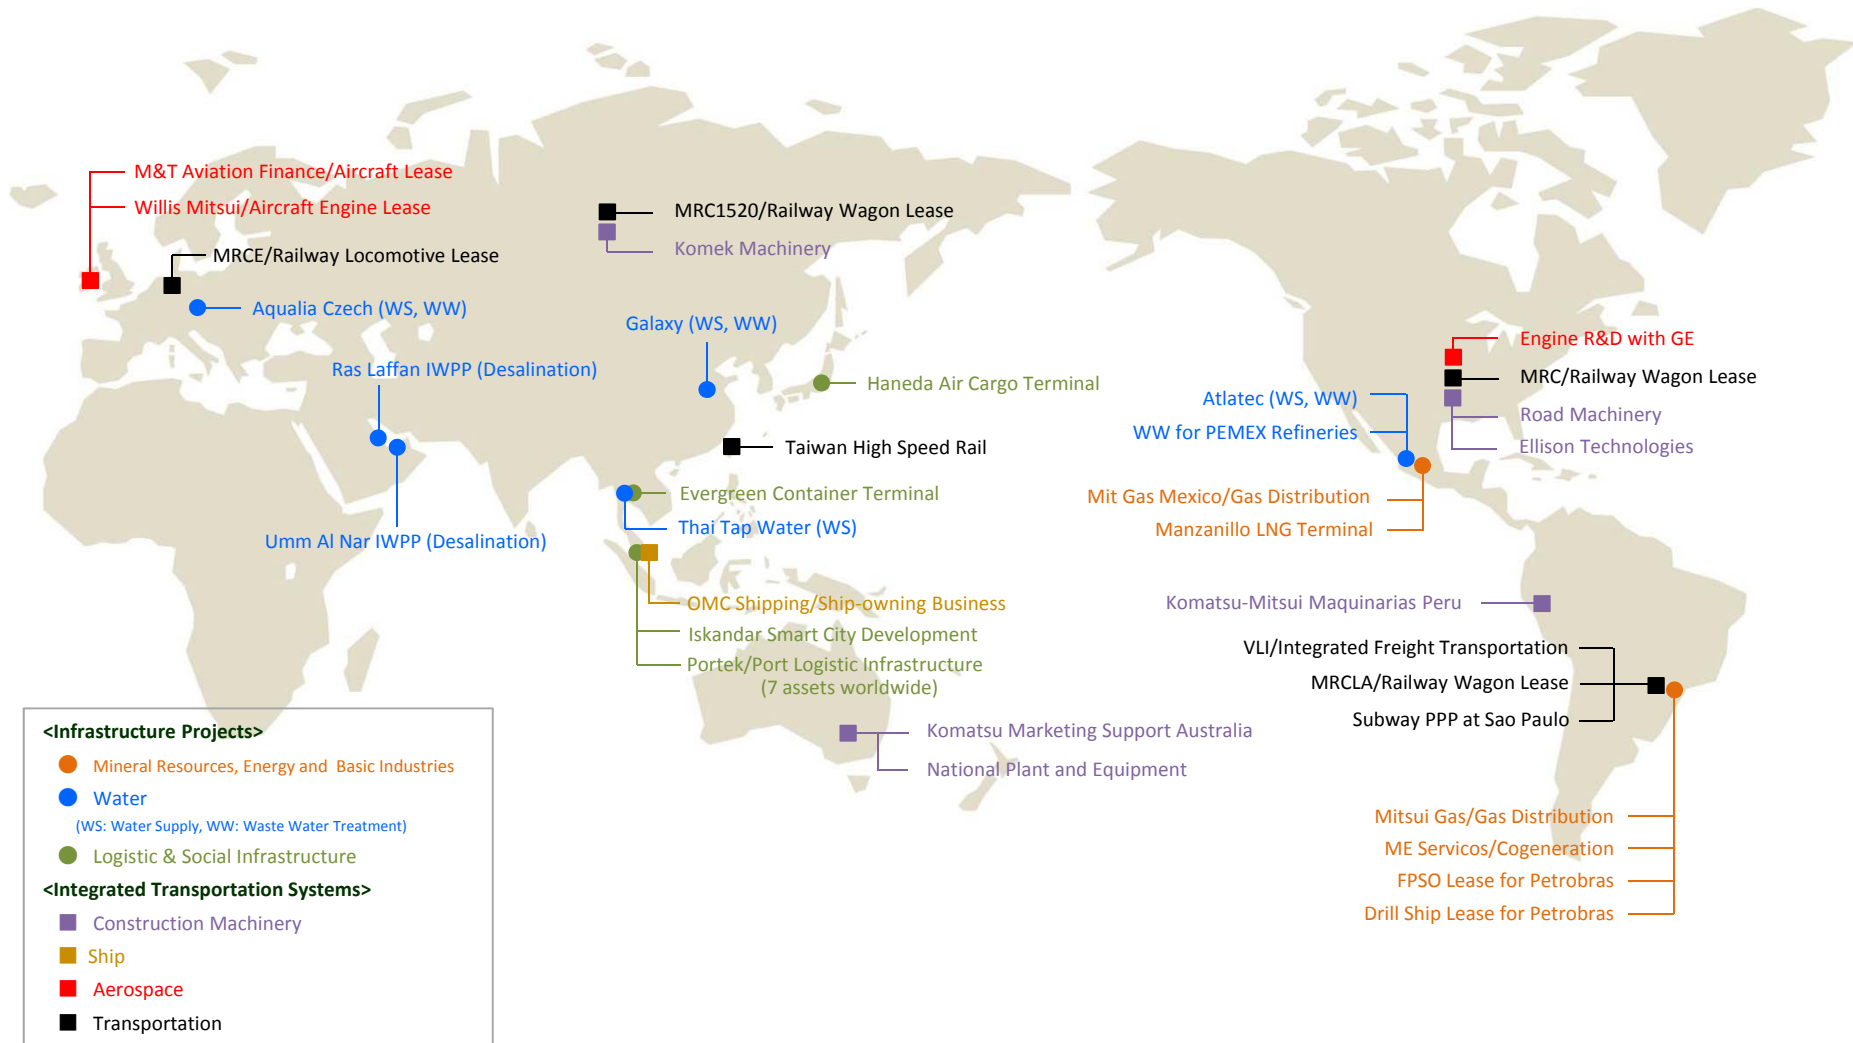 M&T Aviation Finance/Aircraft Lease
Willis Mitsui/Aircraft Engine Lease
MRCE/Railway Locomotive Lease
Aqualia Czech (WS, WW)
Ras Laffan IWPP (Desalination)
Umm Al Nar IWPP (Desalination)
MRC1520/Railway Wagon Lease
Komek Machinery
Galaxy (WS, WW)
Haneda Air Cargo Terminal
Taiwan High Speed Rail
Evergreen Container Terminal
Thai Tap Water (WS)
OMC Shipping/Ship-owning Business
Iskandar Smart City Development
Portek/Port Logistic Infrastructure
(7 assets worldwide)
Komatsu Marketing Support Australia
National Plant and Equipment
Engine R&D with GE
MRC/Railway Wagon Lease
Road Machinery
Ellison Technologies
Atlatec (WS, WW)
WW for PEMEX Refineries
Mit Gas Mexico/Gas Distribution
Manzanillo LNG Terminal
Komatsu-Mitsui Maquinarias Peru
VLI/Integrated Freight Transportation
MRCLA/Railway Wagon Lease
Subway PPP at Sao Paulo
Mitsui Gas/Gas Distribution
ME Servicos/Cogeneration
FPSO Lease for Petrobras
Drill Ship Lease for Petrobras
<Infrastructure Projects>
Mineral Resources, Energy and Basic Industries
Water
(WS: Water Supply, WW: Waste Water Treatment)
Logistic & Social Infrastructure
<Integrated Transportation Systems>
Construction Machinery
Ship
Aerospace
Transportation